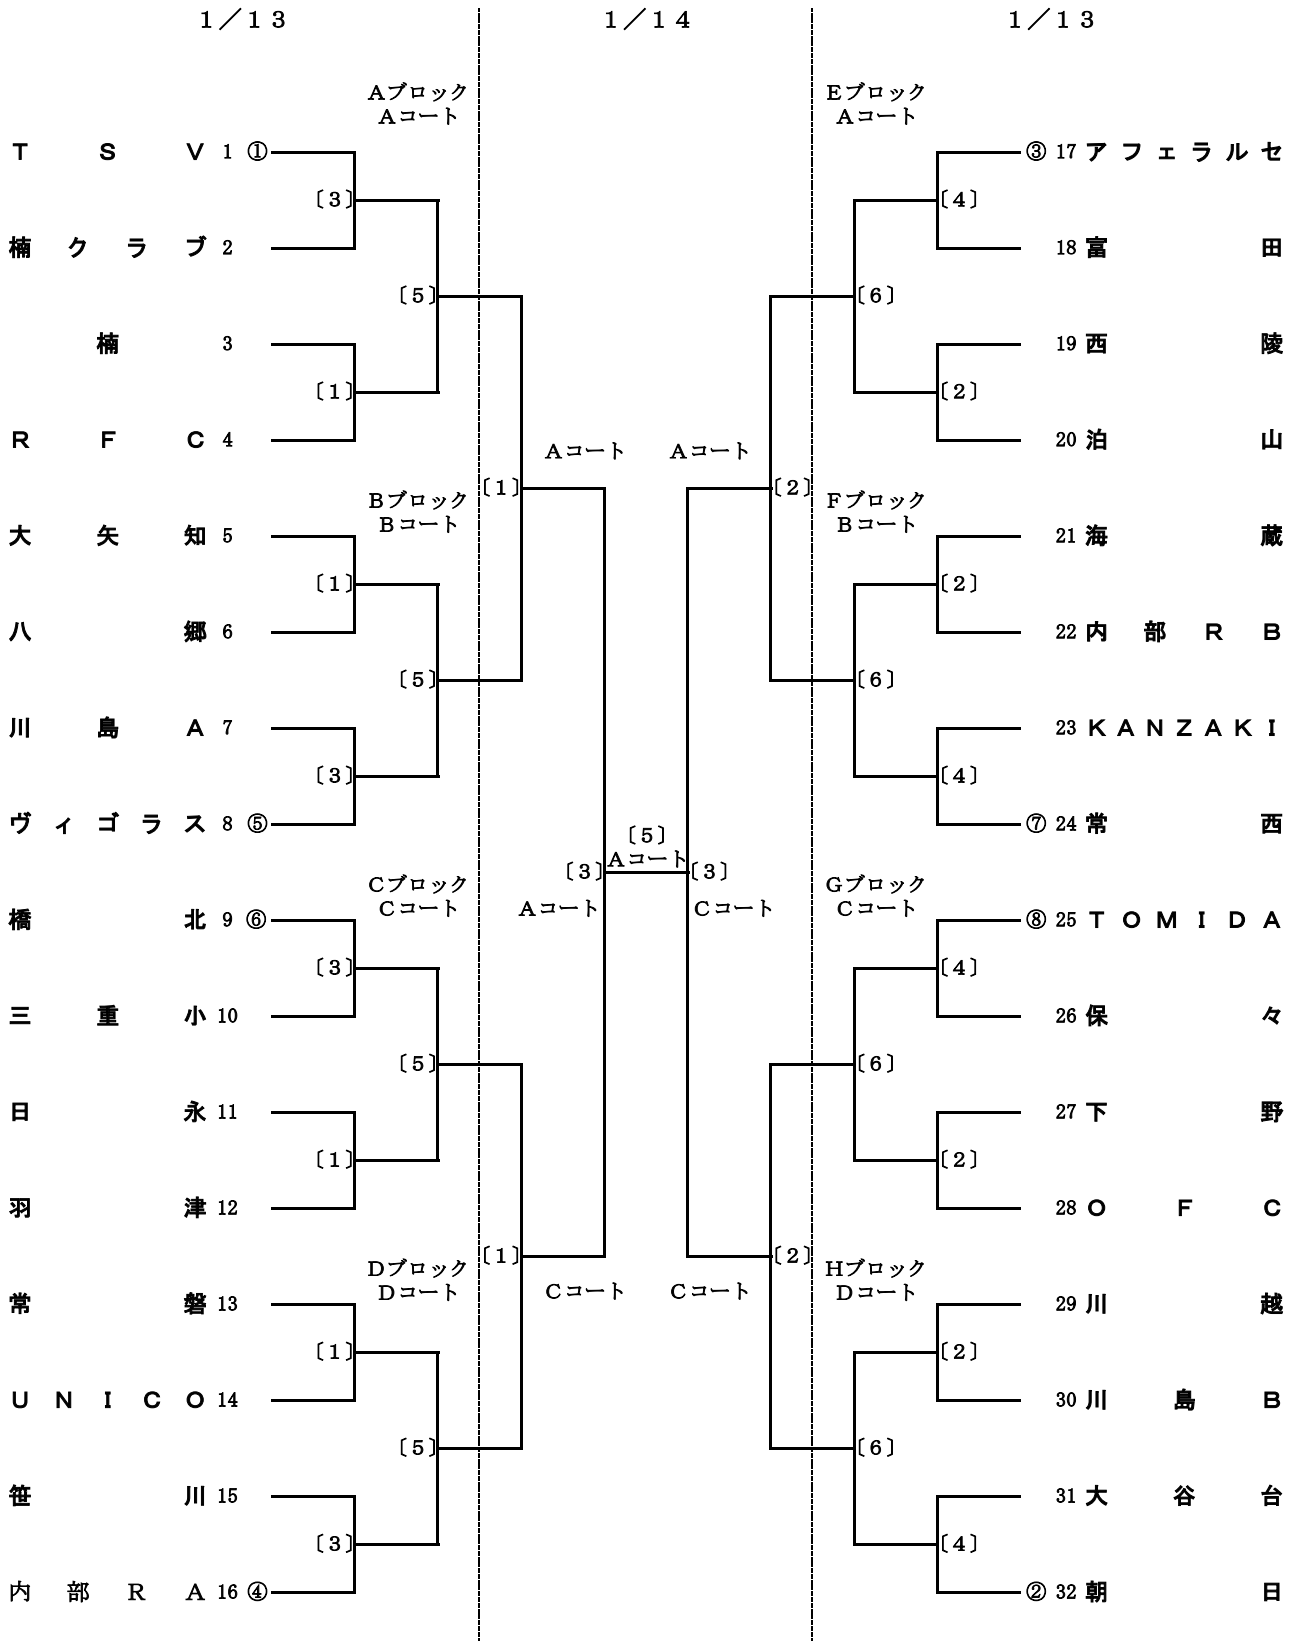 1／13 1／14 1／13
Aブロック Eブロック
Aコート Aコート
TSV 1 ① ③ 17 アフェラルセ
〔3〕 〔4〕
楠クラブ 2 18 富田
〔5〕 〔6〕
楠 3 19 西陵
〔1〕 〔2〕
RFC 4 20 泊山
Aコート Aコート
〔1〕 〔2〕
Bブロック Fブロック
Bコート Bコート
大矢知 5 21 海蔵
〔1〕 〔2〕
八郷 6 22 内部RB
〔5〕 〔6〕
川島A 7 23 KANZAKI
〔3〕 〔4〕
ヴィゴラス 8 ⑤ ⑦ 24 常西
〔5〕
Aコート
〔3〕 〔3〕
Cブロック Gブロック
Cコート Aコート Cコート Cコート
橋北 9 ⑥ ⑧ 25 TOMIDA
〔3〕 〔4〕
三重小 10 26 保々
〔5〕 〔6〕
日永 11 27 下野
〔1〕 〔2〕
羽津 12 28 OFC
〔1〕 〔2〕
Dブロック Hブロック
Dコート Cコート Cコート Dコート
常磐 13 29 川越
〔1〕 〔2〕
UNICO 14 30 川島B
〔5〕 〔6〕
笹川 15 31 大谷台
〔3〕 〔4〕
内部RA 16 ④ ② 32 朝日